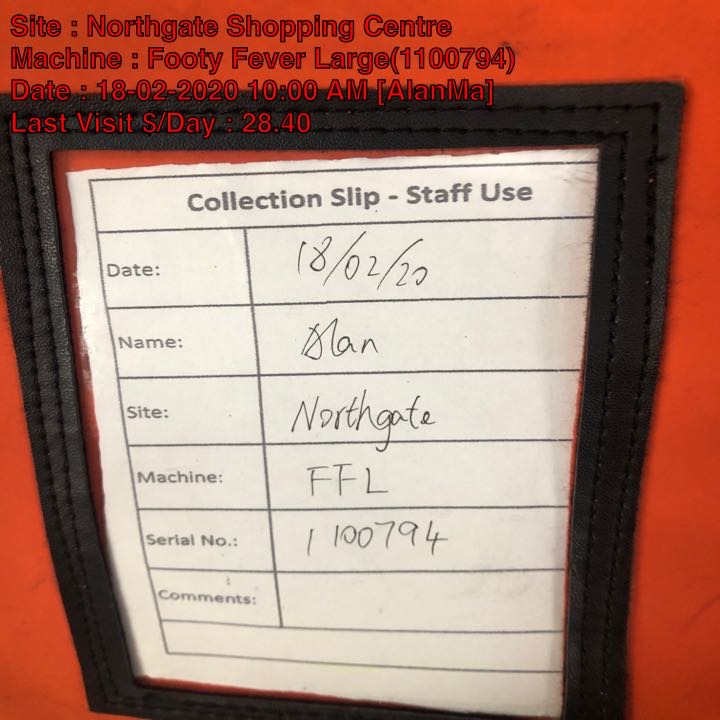 Site : Northgate Shopping Centre
Machine : Footy Fever Large(1100794)
Date : 18-02-2020 10:00 AM [AlanMa]
Last Visit $/Day : 28.40
Collection Slip - Staff Use
Date: 18/02/20
Name: Alan
Site: Northgate
Machine: FFL
Serial No.: 1100794
Comments: